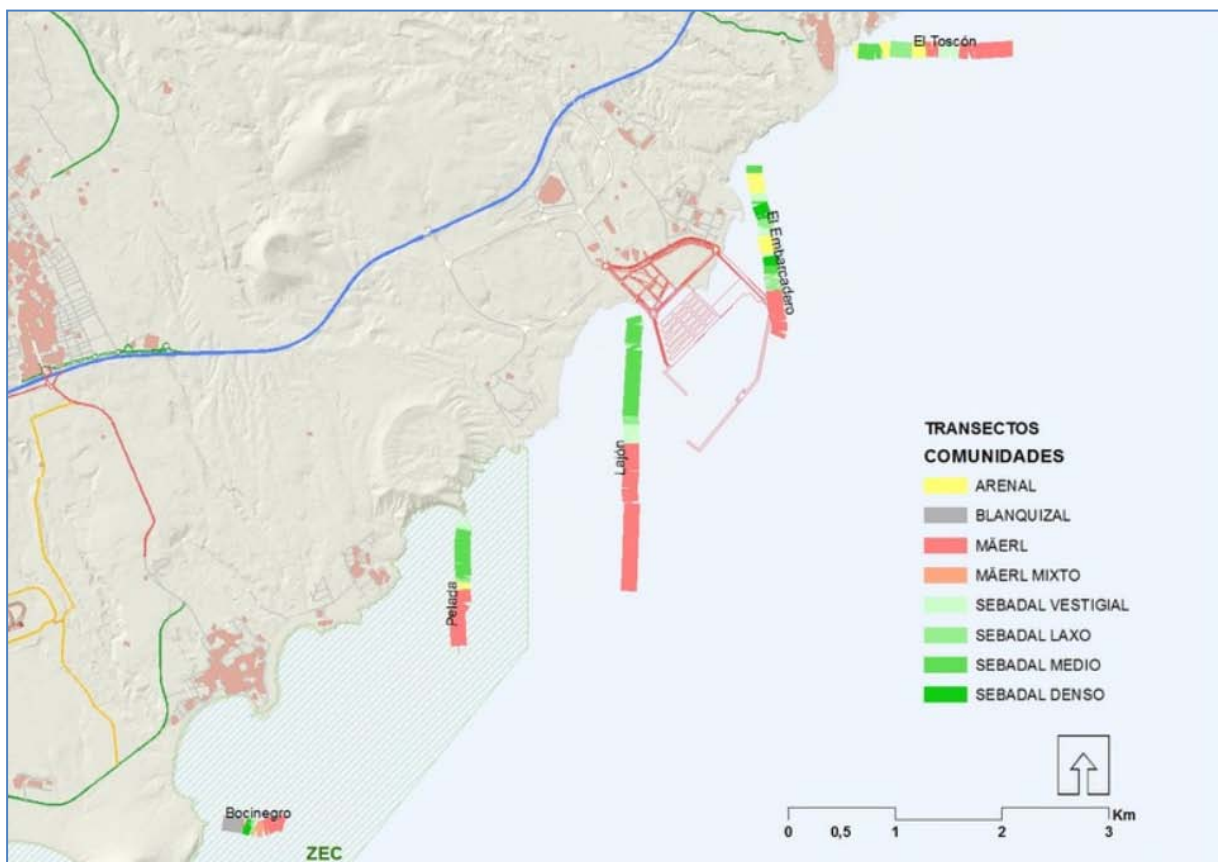 El Toscón
El Embarcadero
Lajón
Pelada
Bocinegro
ZEC
TRANSECTOS
COMUNIDADES
ARENAL
BLANQUIZAL
MÄERL
MÄERL MIXTO
SEBADAL VESTIGIAL
SEBADAL LAXO
SEBADAL MEDIO
SEBADAL DENSO
Km
0 0,5 1 2 3